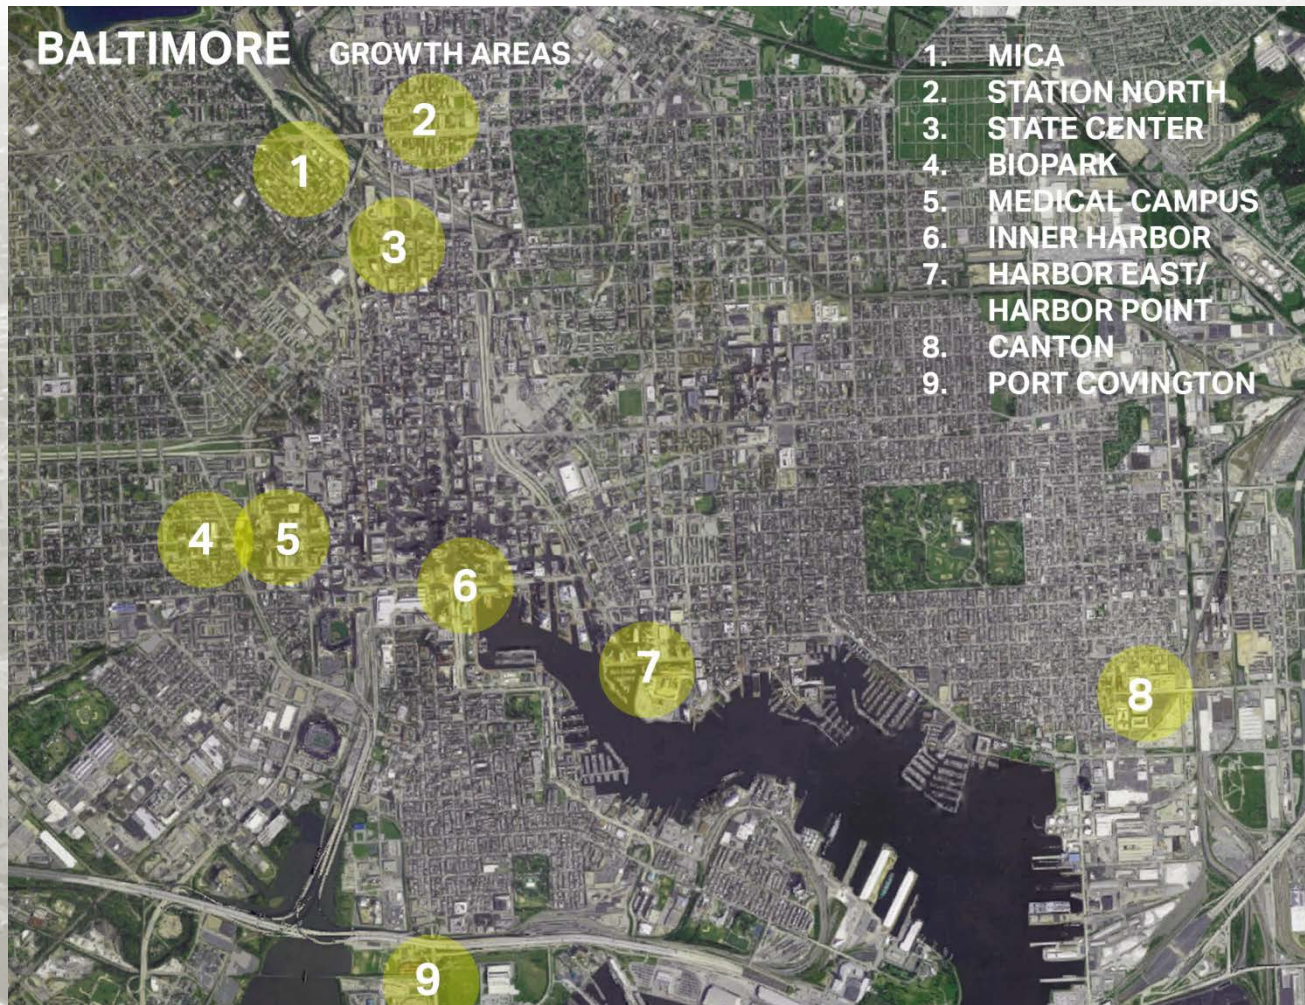 BALTIMORE GROWTH AREAS
1. MICA
2. STATION NORTH
3. STATE CENTER
4. BIOPARK
5. MEDICAL CAMPUS
6. INNER HARBOR
7. HARBOR EAST/
HARBOR POINT
8. CANTON
9. PORT COVINGTON
2
1
3
4
5
6
7
8
9